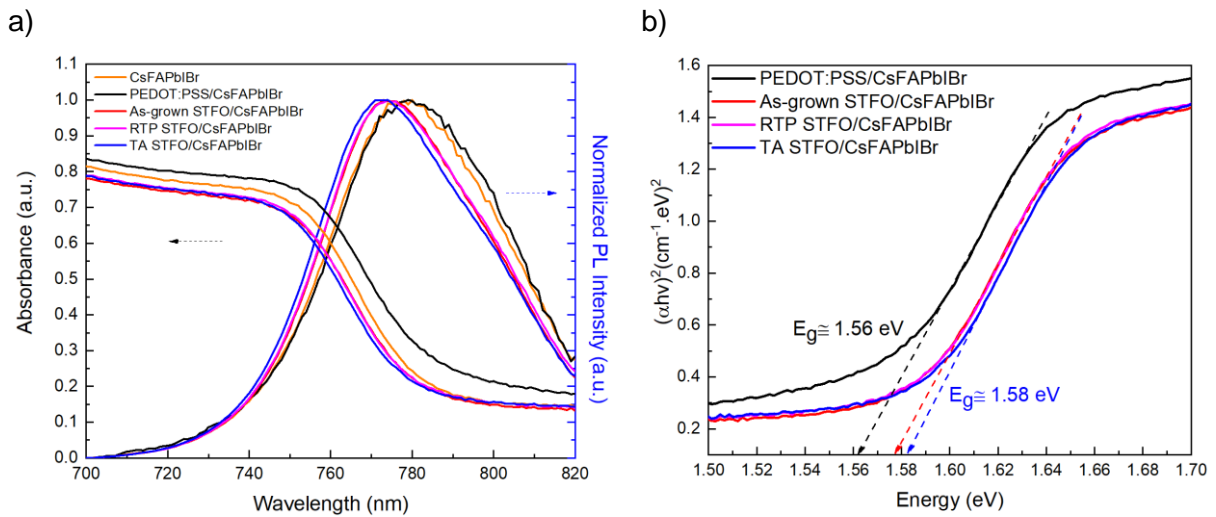 a)
1.1
1.0
0.9
0.8
0.7
0.6
0.5
0.4
0.3
0.2
0.1
0.0
Absorbance (a.u.)
CsFAPbIBr
PEDOT:PSS/CsFAPbIBr
As-grown STFO/CsFAPbIBr
RTP STFO/CsFAPbIBr
TA STFO/CsFAPbIBr
Normalized PL Intensity (a.u.)
700 720 740 760 780 800 820
Wavelength (nm)
b)
1.6
1.4
1.2
1.0
0.8
0.6
0.4
0.2
(αhν)²(cm⁻¹.eV)²
PEDOT:PSS/CsFAPbIBr
As-grown STFO/CsFAPbIBr
RTP STFO/CsFAPbIBr
TA STFO/CsFAPbIBr
Eg≅ 1.56 eV
Eg≅ 1.58 eV
1.50 1.52 1.54 1.56 1.58 1.60 1.62 1.64 1.66 1.68 1.70
Energy (eV)